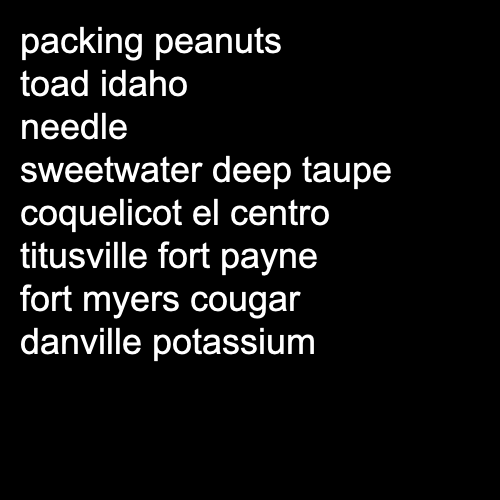 packing peanuts
toad idaho
needle
sweetwater deep taupe
coquelicot el centro
titusville fort payne
fort myers cougar
danville potassium